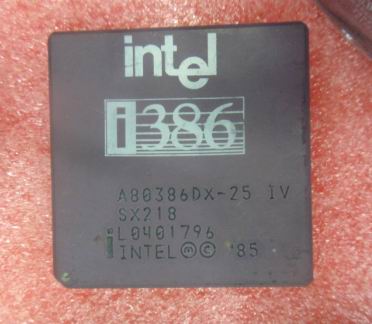 intel
i386
A80386DX-25 IV
SX218
L0401796
INTEL Ⓜ Ⓒ '85